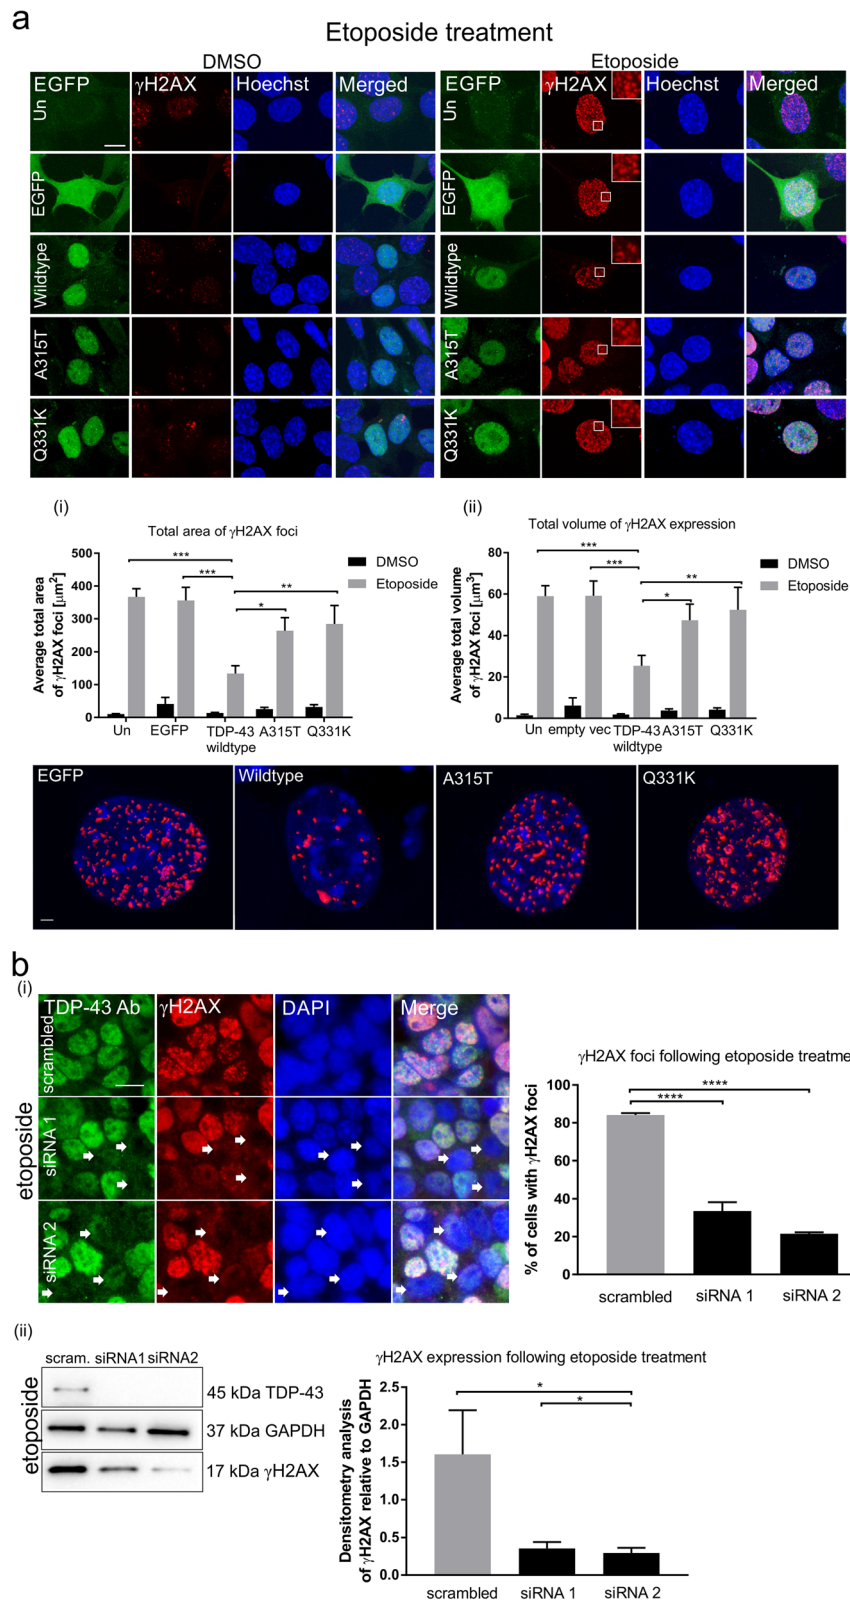 a
Etoposide treatment
DMSO
Etoposide
EGFP γH2AX Hoechst Merged EGFP γH2AX Hoechst Merged
Un Un
EGFP EGFP
Wildtype Wildtype
A315T A315T
Q331K Q331K
(i)
Total area of γH2AX foci
Average total area
of γH2AX foci [μm2]
500
400
300
200
100
0
***
***
**
*
DMSO
Etoposide
Un EGFP TDP-43 A315T Q331K
wildtype
(ii)
Total volume of γH2AX expression
Average total volume
of γH2AX foci [μm3]
80
60
40
20
0
***
***
**
*
DMSO
Etoposide
Un empty vec TDP-43 A315T Q331K
wildtype
EGFP Wildtype A315T Q331K
b
(i)
TDP-43 Ab γH2AX DAPI Merge
etoposide
scrambled
siRNA 1
siRNA 2
γH2AX foci following etoposide treatme
% of cells with γH2AX foci
100
80
60
40
20
0
****
****
scrambled siRNA 1 siRNA 2
(ii)
etoposide
scram. siRNA1 siRNA2
45 kDa TDP-43
37 kDa GAPDH
17 kDa γH2AX
γH2AX expression following etoposide treatment
Densitometry analysis
of γH2AX relative to GAPDH
2.5
2.0
1.5
1.0
0.5
0.0
*
*
scrambled siRNA 1 siRNA 2